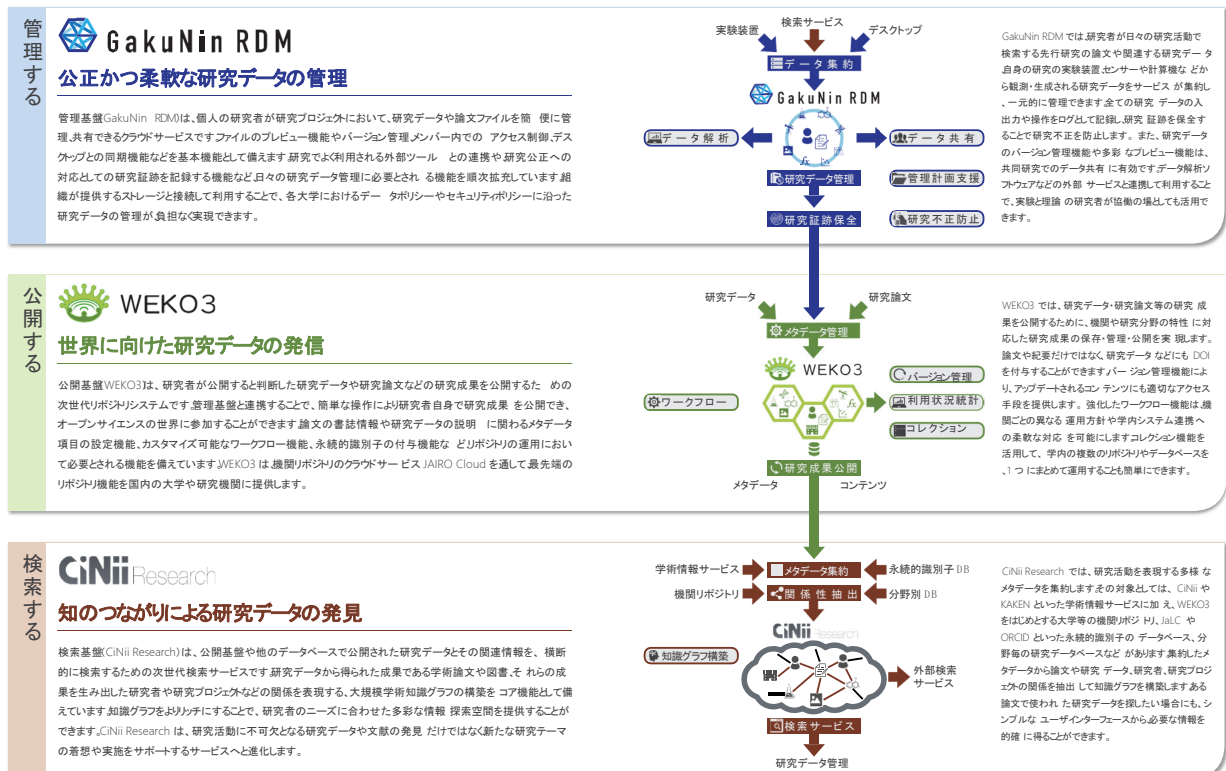 管理する
GakuNin RDM
公正かつ柔軟な研究データの管理
管理基盤(GakuNin RDM)は、個人の研究者が研究プロジェクトにおいて、研究データや論文ファイルを簡 便に管
理、共有できるクラウドサービスです。ファイルのプレビュー機能やバージョン管理、メンバー内での アクセス制御、デス
クトップとの同期機能などを基本機能として備えます。研究でよく利用される外部ツール との連携や、研究公正への
対応としての研究証跡を記録する機能など、日々の研究データ管理に必要とされ る機能を順次拡充しています。組
織が提供するストレージと接続して利用することで、各大学におけるデー タポリシーやセキュリティポリシーに沿った
研究データの管理が、負担なく実現できます。
実験装置
検索サービス
デスクトップ
データ集約
GakuNin RDM
データ解析
データ共有
研究データ管理
管理計画支援
研究証跡保全
研究不正防止
GakuNin RDM では、研究者が日々の研究活動で
検索する先行研究の論文や関連する研究デー タ
、自身の研究の実験装置、センサーや計算機な どか
ら観測・生成される研究データをサービス が集約し
、一元的に管理できます。全ての研究 データの入
出力や操作をログとして記録し、研究 証跡を保全す
ることで研究不正を防止します。 また、研究データ
のバージョン管理機能や多彩 なプレビュー機能は、
共同研究でのデータ共有 に有効です。データ解析ソ
フトウェアなどの外部 サービスと連携して利用すること
で、実験と理論 の研究者が協働の場としても活用で
きます。
公開する
WEKO3
世界に向けた研究データの発信
公開基盤(WEKO3)は、研究者が公開すると判断した研究データや研究論文などの研究成果を公開するた めの
次世代リポジトリシステムです。管理基盤と連携することで、簡単な操作により研究者自身で研究成果 を公開でき、
オープンサイエンスの世界に参加することができます。論文の書誌情報や研究データの説明 に関わるメタデータ
項目の設定機能、カスタマイズ可能なワークフロー機能、永続的識別子の付与機能な どリポジトリの運用におい
て必要とされる機能を備えています。WEKO3 は、機関リポジトリのクラウドサー ビス JAIRO Cloud を通して、最先端の
リポジトリ機能を国内の大学や研究機関に提供します。
研究データ
研究論文
メタデータ管理
WEKO3
バージョン管理
ワークフロー
利用状況統計
コレクション
研究成果公開
メタデータ
コンテンツ
WEKO3 では、研究データ・研究論文等の研究 成
果を公開するために、機関や研究分野の特性 に対
応した研究成果の保存・管理・公開を実 現します。
論文や紀要だけではなく、研究データ などにも DOI
を付与することができます。バー ジョン管理機能によ
り、アップデートされるコン テンツにも適切なアクセス
手段を提供します。 強化したワークフロー機能は、機
関ごとの異なる 運用方針や学内システム連携へ
の柔軟な対応 を可能にします。コレクション機能を
活用して、 学内の複数のリポジトリやデータベースを
、1 つ にまとめて運用することも簡単にできます。
検索する
CiNii Research
知のつながりによる研究データの発見
検索基盤(CiNii Research)は、公開基盤や他のデータベースで公開された研究データとその関連情報を、 横断
的に検索するための次世代検索サービスです。研究データから得られた成果である学術論文や図書、そ れらの成
果を生み出した研究者や研究プロジェクトなどの関係を表現する、大規模学術知識グラフの構築を コア機能として備
えています。知識グラフをよりリッチにすることで、研究者のニーズに合わせた多彩な情報 探索空間を提供することが
できます。CiNii Research は、研究活動に不可欠となる研究データや文献の発見 だけではなく、新たな研究テーマ
の着想や実施をサポートするサービスへと進化します。
学術情報サービス
メタデータ集約
永続的識別子 DB
機関リポジトリ
関係性抽出
分野別 DB
CiNii Research
知識グラフ構築
外部検索
サービス
検索サービス
研究データ管理
CiNii Research では、研究活動を表現する多様 な
メタデータを集約します。その対象としては、 CiNii や
KAKEN といった学術情報サービスに加 え、WEKO3
をはじめとする大学等の機関リポジ トリ、JaLC や
ORCID といった永続的識別子の データベース、分
野毎の研究データベースなど があります。集約したメ
タデータから論文や研究 データ、研究者、研究プロジ
ェクトの関係を抽出 して知識グラフを構築します。ある
論文で使われ た研究データを探したい場合にも、シ
ンプルな ユーザインターフェースから、必要な情報を
的確 に得ることができます。